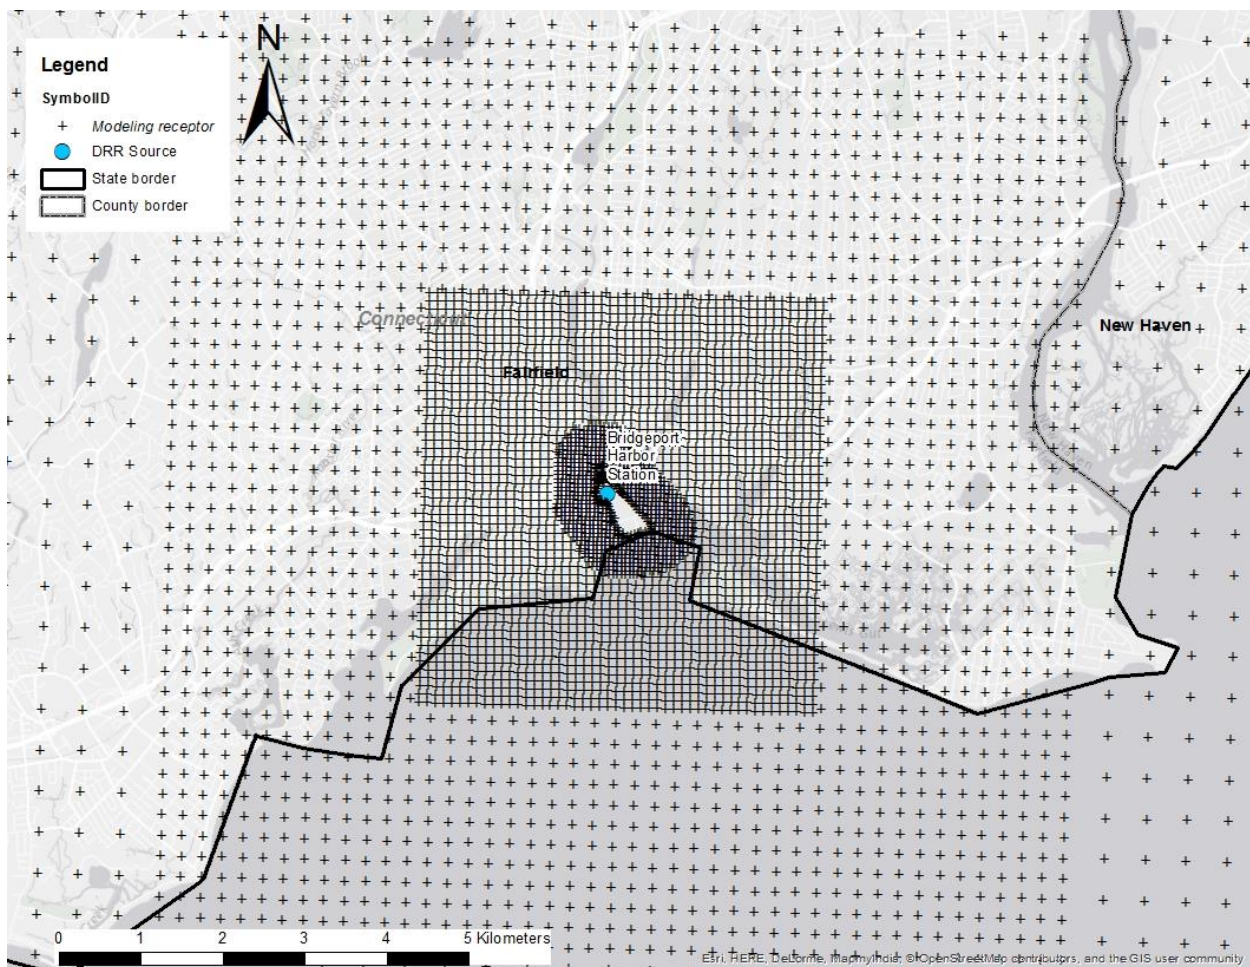 N
Legend
SymbolID
Modeling receptor
DRR Source
State border
County border
Connecticut
New Haven
Fairfield
Bridgeport
Harbor
Station
0 1 2 3 4 5 Kilometers
Esri, HERE, DeLorme, MapmyIndia, © OpenStreetMap contributors, and the GIS user community